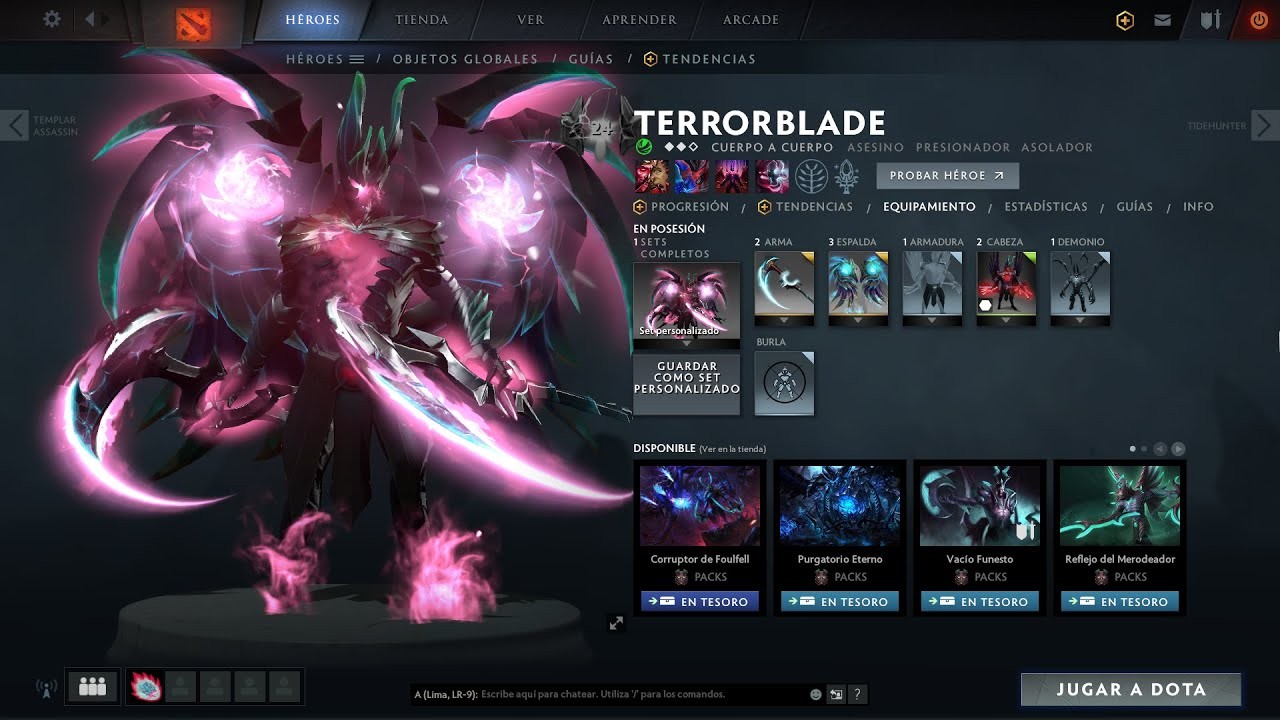 HÉROES
TIENDA
VER
APRENDER
ARCADE
HÉROES / OBJETOS GLOBALES / GUÍAS / TENDENCIAS
TEMPLAR
ASSASSIN
TIDEHUNTER
24
TERRORBLADE
CUERPO A CUERPO ASESINO PRESIONADOR ASOLADOR
PROBAR HÉROE
PROGRESIÓN / TENDENCIAS / EQUIPAMIENTO / ESTADÍSTICAS / GUÍAS / INFO
EN POSESIÓN
1 SETS
COMPLETOS
2 ARMA
3 ESPALDA
1 ARMADURA
2 CABEZA
1 DEMONIO
Set personalizado
BURLA
GUARDAR
COMO SET
PERSONALIZADO
DISPONIBLE (Ver en la tienda)
Corruptor de Foulfell
PACKS
EN TESORO
Purgatorio Eterno
PACKS
EN TESORO
Vacío Funesto
PACKS
EN TESORO
Reflejo del Merodeador
PACKS
EN TESORO
A (Lima, LR-9): Escribe aquí para chatear. Utiliza '/' para los comandos.
?
JUGAR A DOTA